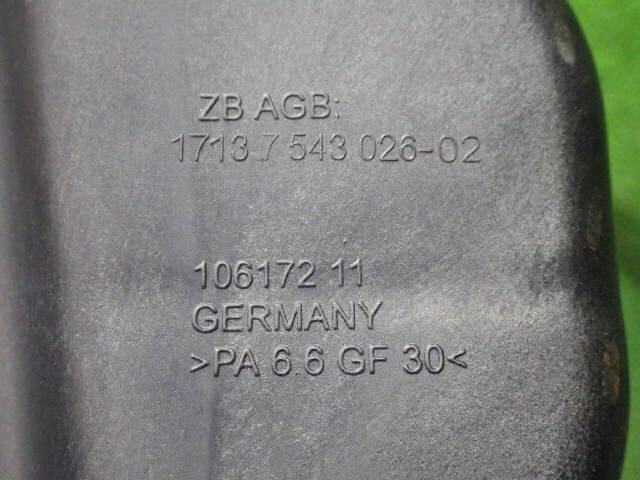 ZB AGB:
1713.7 543 026-02
106172 11
GERMANY
>PA 6.6 GF 30<